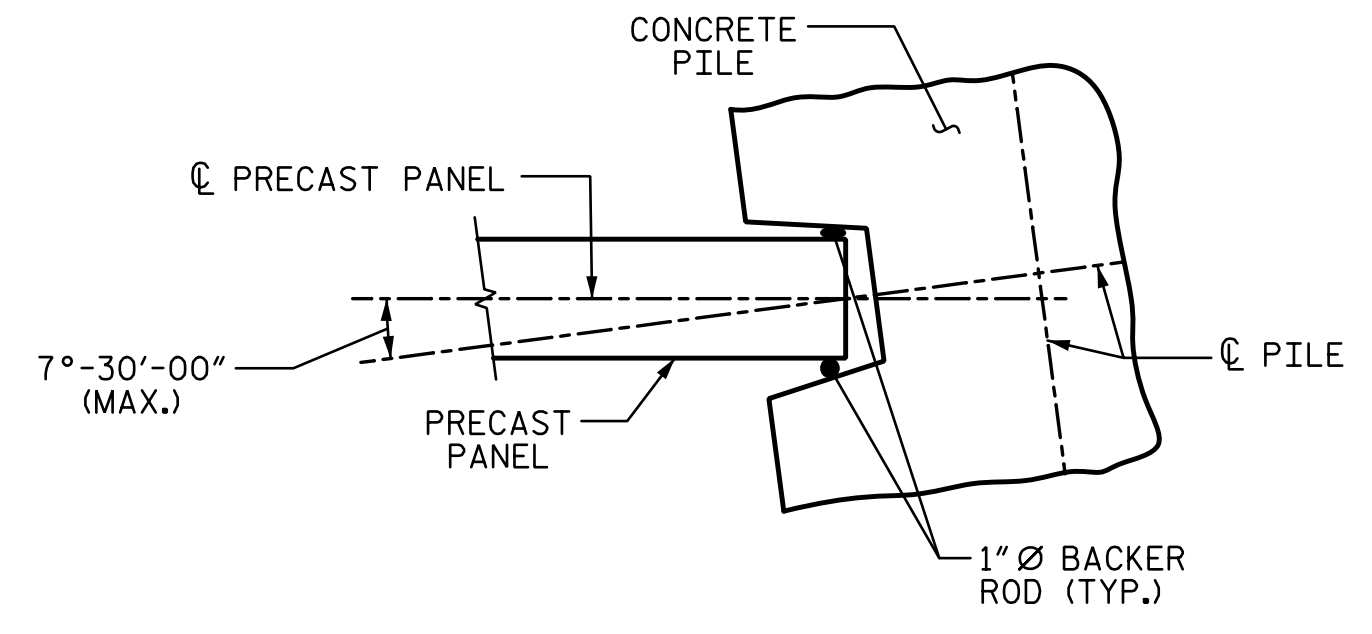 CONCRETE
PILE
℄ PRECAST PANEL
7°-30'-00"
(MAX.)
℄ PILE
PRECAST
PANEL
1" Ø BACKER
ROD (TYP.)